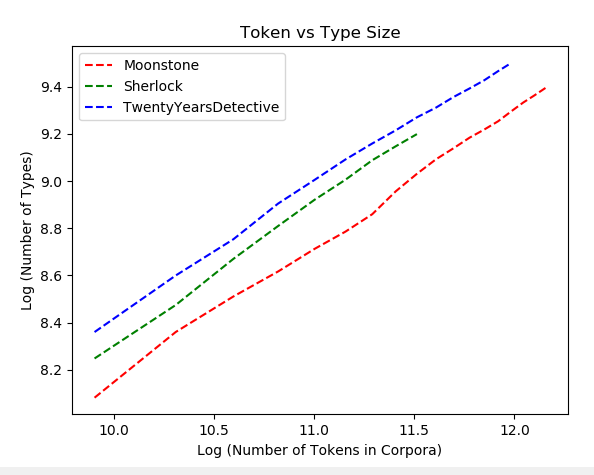 Token vs Type Size
Moonstone
Sherlock
TwentyYearsDetective
Log (Number of Types)
9.4
9.2
9.0
8.8
8.6
8.4
8.2
10.0 10.5 11.0 11.5 12.0
Log (Number of Tokens in Corpora)